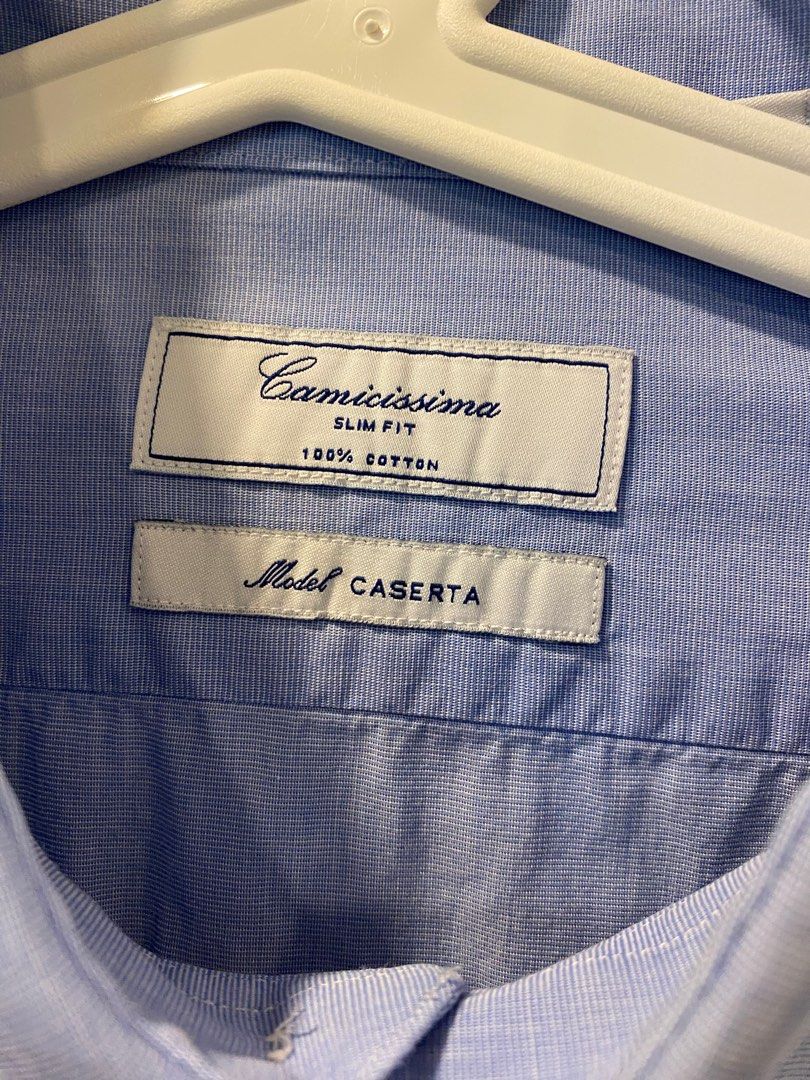 Camicissima
SLIM FIT
100% COTTON
Model CASERTA